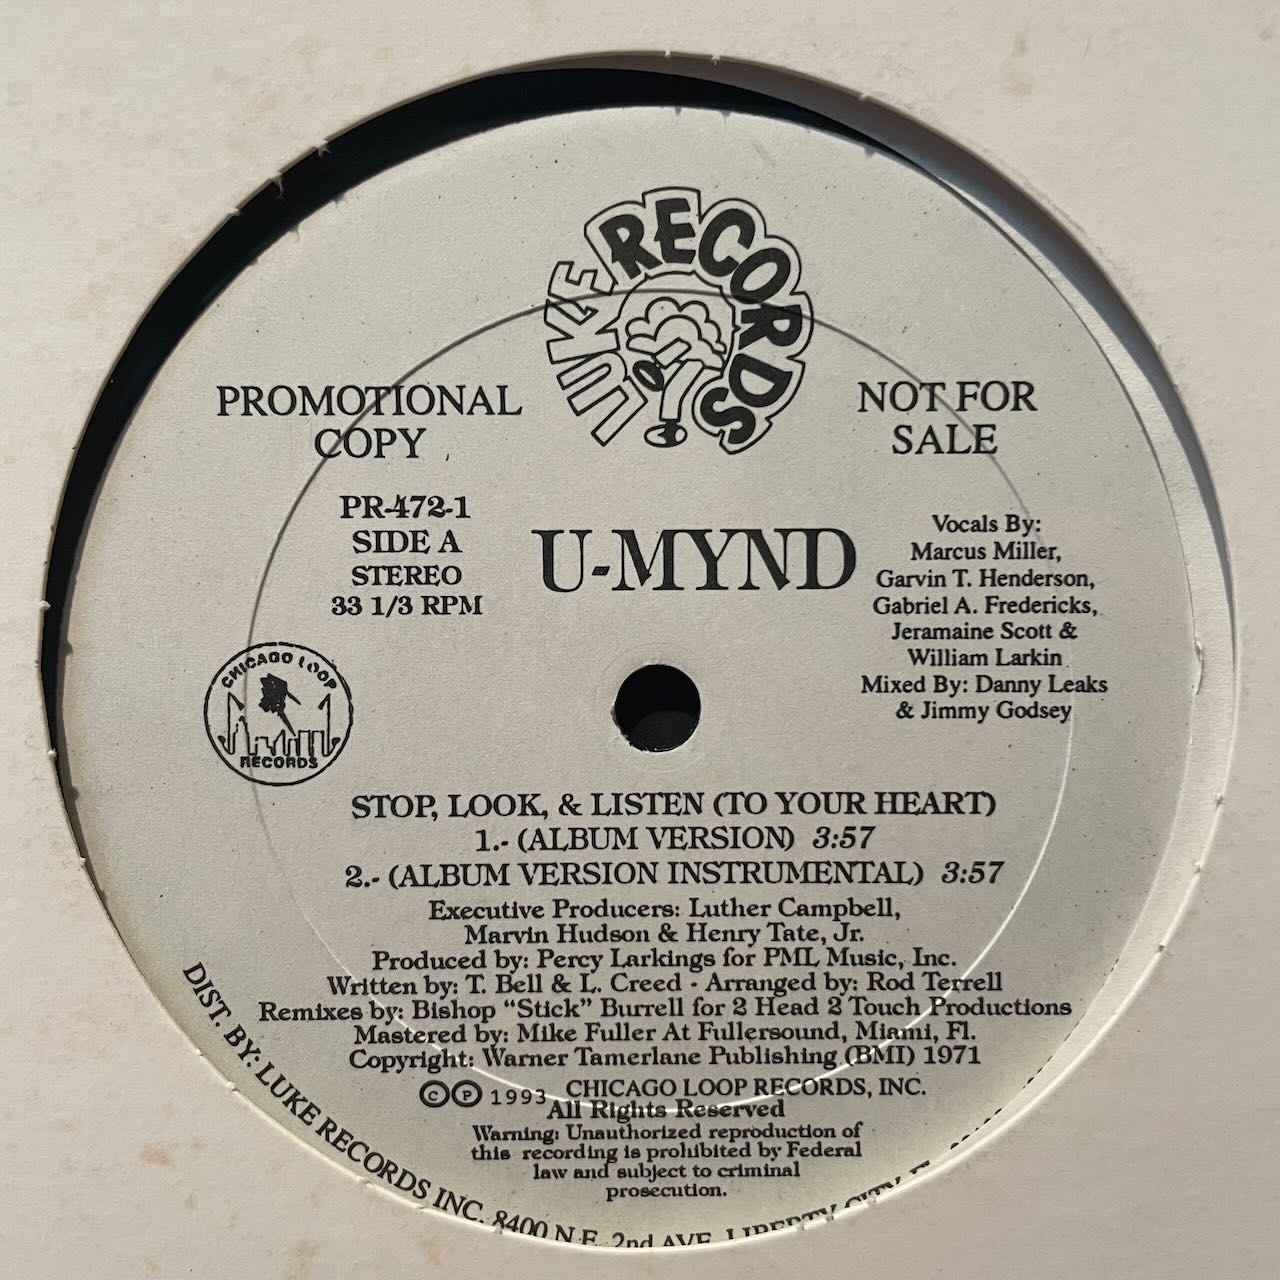 LUKE RECORDS
PROMOTIONAL
COPY
NOT FOR
SALE
PR-472-1
SIDE A
STEREO
33 1/3 RPM
U-MYND
Vocals By:
Marcus Miller,
Garvin T. Henderson,
Gabriel A. Fredericks,
Jeramaine Scott &
William Larkin
Mixed By: Danny Leaks
& Jimmy Godsey
CHICAGO LOOP
RECORDS
STOP, LOOK, & LISTEN (TO YOUR HEART)
1.- (ALBUM VERSION) 3:57
2.- (ALBUM VERSION INSTRUMENTAL) 3:57
Executive Producers: Luther Campbell,
Marvin Hudson & Henry Tate, Jr.
Produced by: Percy Larkings for PML Music, Inc.
Written by: T. Bell & L. Creed - Arranged by: Rod Terrell
Remixes by: Bishop "Stick" Burrell for 2 Head 2 Touch Productions
Mastered by: Mike Fuller At Fullersound, Miami, Fl.
Copyright: Warner Tamerlane Publishing (BMI) 1971
©℗ 1993 CHICAGO LOOP RECORDS, INC.
All Rights Reserved
Warning: Unauthorized reproduction of
this recording is prohibited by Federal
law and subject to criminal
prosecution.
DIST. BY: LUKE RECORDS INC. 8400 N.E. 2nd AVE. LIBERTY CITY